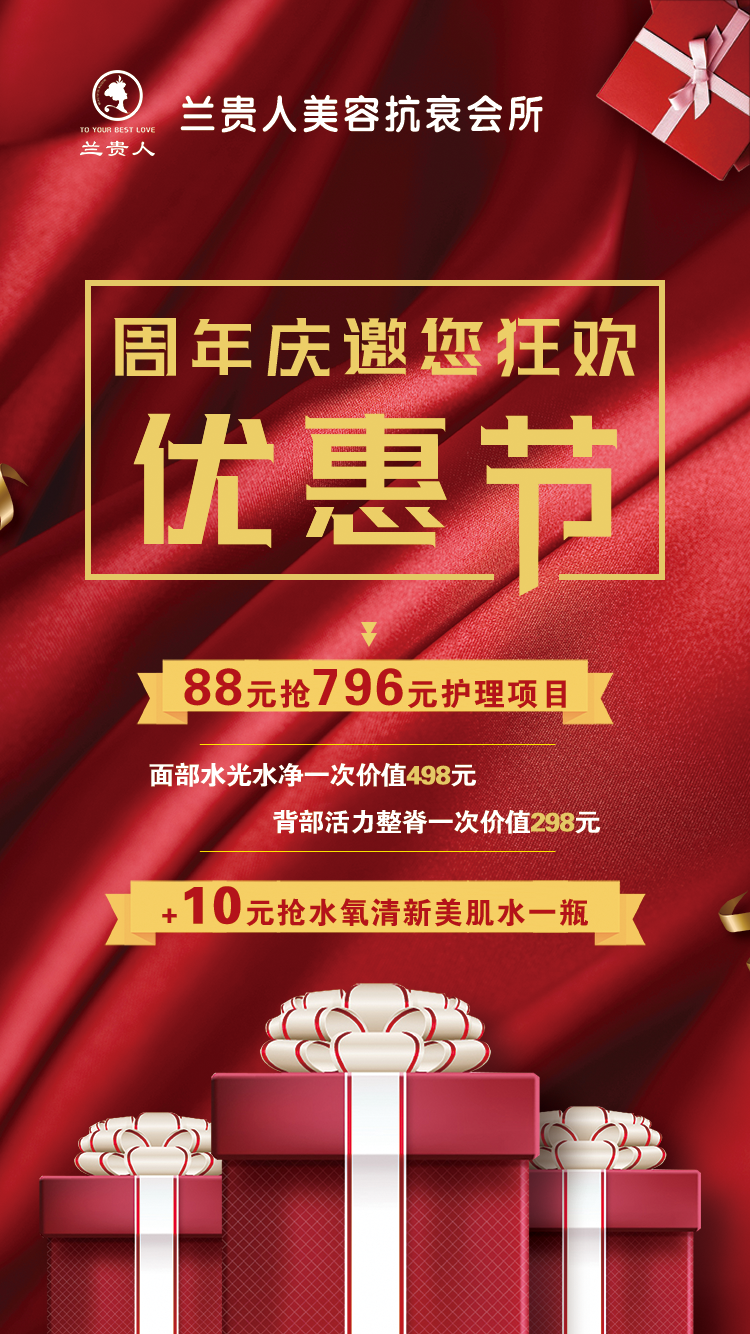 TO YOUR BEST LOVE
兰贵人
兰贵人美容抗衰会所
周年庆邀您狂欢
优惠节
88元抢796元护理项目
面部水光水净一次价值498元
背部活力整脊一次价值298元
+10元抢水氧清新美肌水一瓶